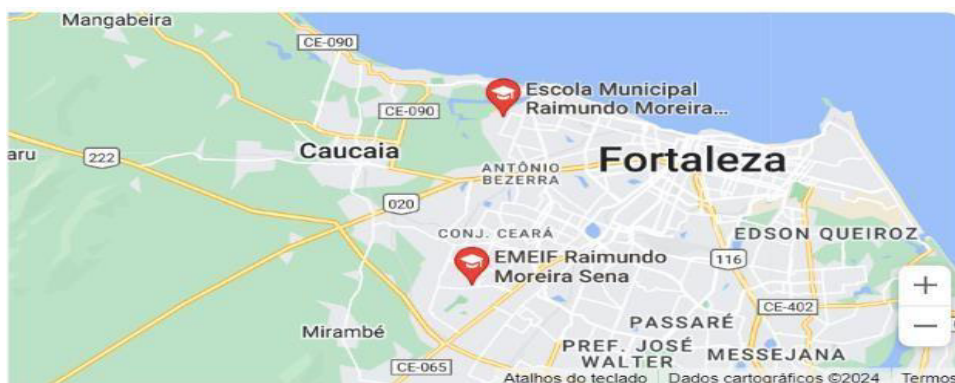 Mangabeira
CE-090
Escola Municipal
Raimundo Moreira...
CE-090
aru
222
Caucaia
ANTÔNIO
BEZERRA
Fortaleza
020
CONJ. CEARÁ
EDSON QUEIROZ
EMEIF Raimundo
Moreira Sena
116
CE-402
Mirambé
PASSARÉ
PREF. JOSÉ
WALTER
MESSEJANA
CE-065
Atalhos do teclado
Dados cartográficos ©2024
Termos